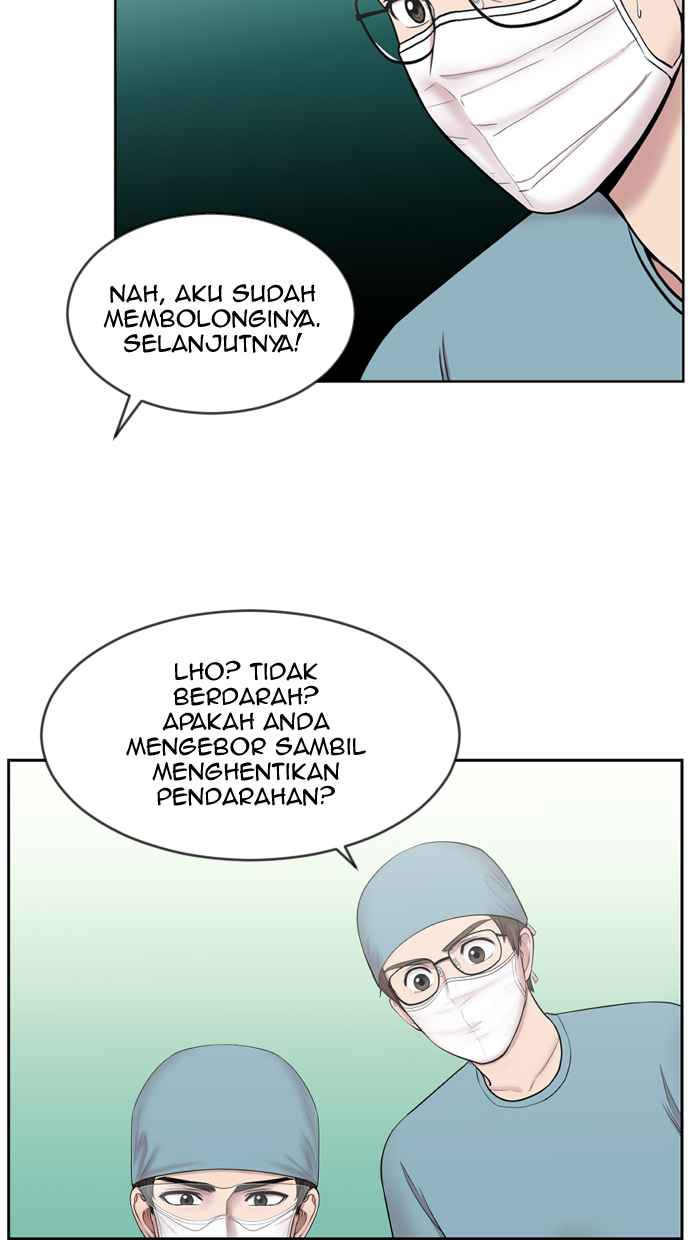 NAH, AKU SUDAH
MEMBOLONGINYA.
SELANJUTNYA!
LHO? TIDAK
BERDARAH?
APAKAH ANDA
MENGEBOR SAMBIL
MENGHENTIKAN
PENDARAHAN?